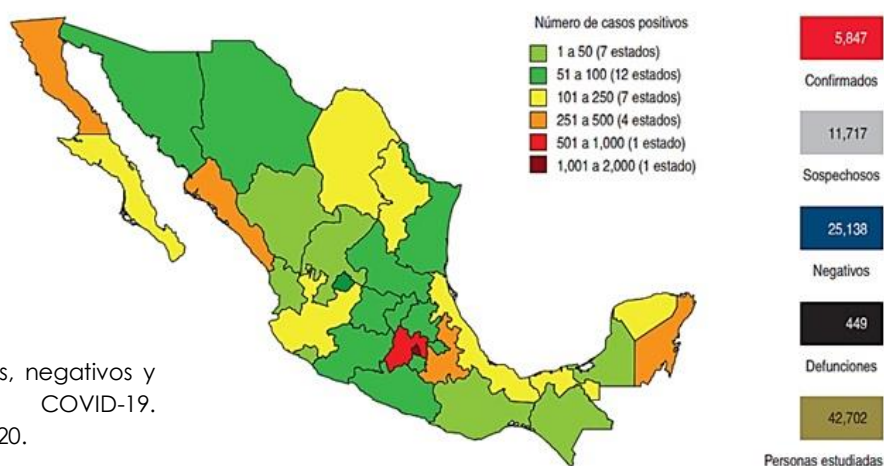 Número de casos positivos
1 a 50 (7 estados)
51 a 100 (12 estados)
101 a 250 (7 estados)
251 a 500 (4 estados)
501 a 1,000 (1 estado)
1,001 a 2,000 (1 estado)
5,847
Confirmados
11,717
Sospechosos
25,138
Negativos
449
Defunciones
42,702
Personas estudiadas
s, negativos y
COVID-19.
20.